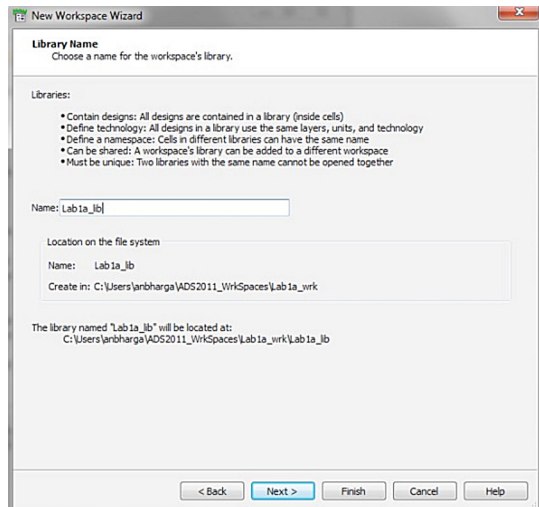 New Workspace Wizard
x
Library Name
Choose a name for the workspace's library.
Libraries:
• Contain designs: All designs are contained in a library (inside cells)
• Define technology: All designs in a library use the same layers, units, and technology
• Define a namespace: Cells in different libraries can have the same name
• Can be shared: A workspace's library can be added to a different workspace
• Must be unique: Two libraries with the same name cannot be opened together
Name: Lab1a_lib
Location on the file system
Name: Lab1a_lib
Create in: C:\Users\anbharga\ADS2011_WrkSpaces\Lab1a_wrk
The library named "Lab1a_lib" will be located at:
C:\Users\anbharga\ADS2011_WrkSpaces\Lab1a_wrk\Lab1a_lib
< Back Next > Finish Cancel Help